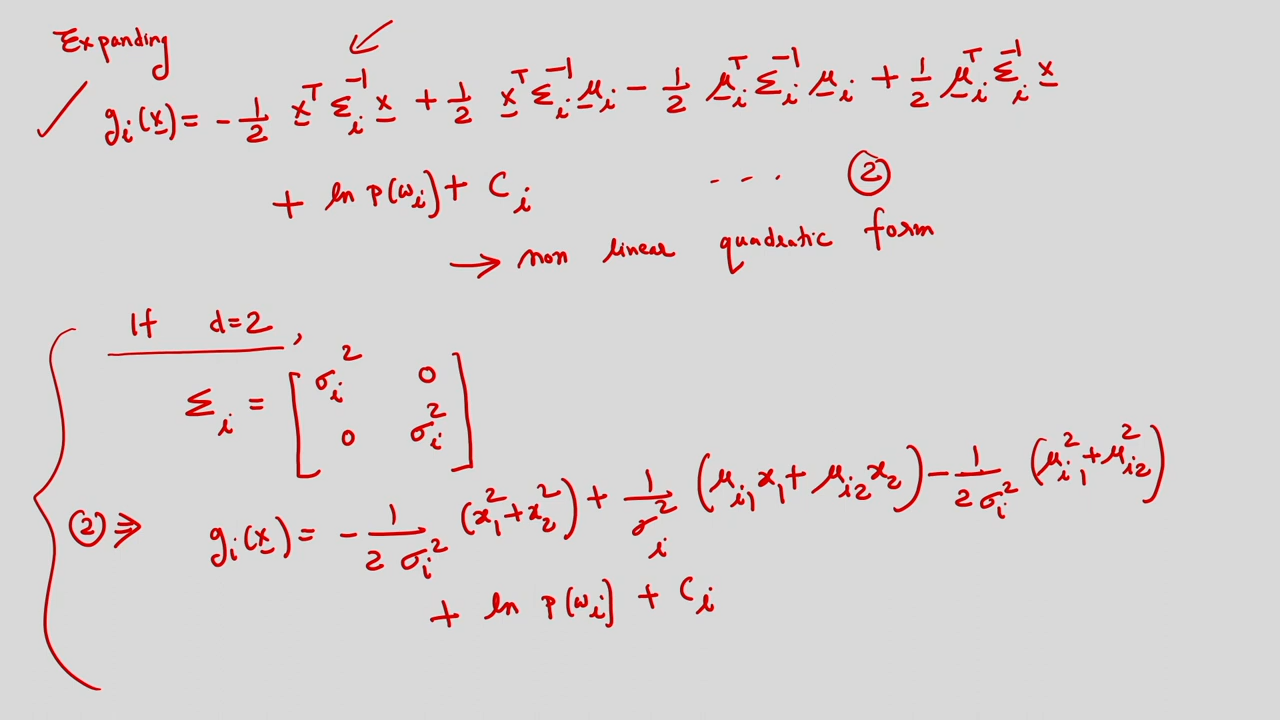 Expanding
gᵢ(x) = - 1/2 xᵀ Σᵢ⁻¹ x + 1/2 xᵀ Σᵢ⁻¹ μᵢ - 1/2 μᵢᵀ Σᵢ⁻¹ μᵢ + 1/2 μᵢᵀ Σᵢ⁻¹ x
+ ln P(ωᵢ) + Cᵢ ... ②
→ non linear quadratic form
If d=2,
Σᵢ = [σᵢ² 0
0 σᵢ²]
② ⇒ gᵢ(x) = - 1/(2σᵢ²) (x₁² + x₂²) + 1/σᵢ² (μᵢ₁x₁ + μᵢ₂x₂) - 1/(2σᵢ²) (μᵢ₁² + μᵢ₂²)
+ ln P(ωᵢ) + Cᵢ